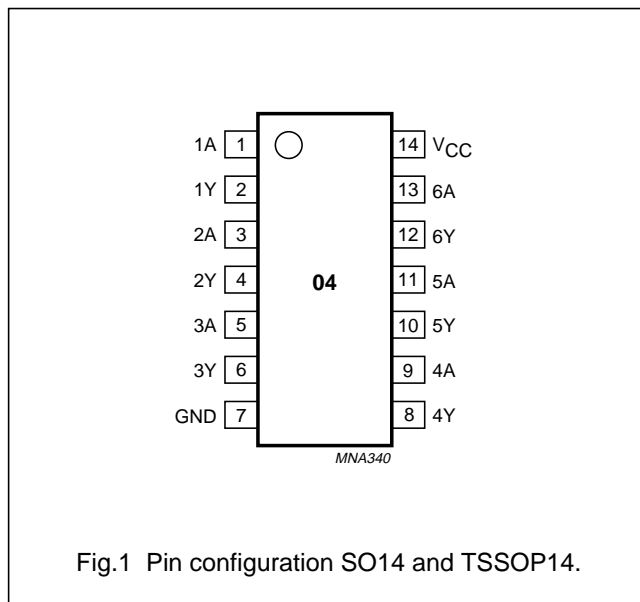 1A 1 14 VCC
1Y 2 13 6A
2A 3 12 6Y
2Y 4 04 11 5A
3A 5 10 5Y
3Y 6 9 4A
GND 7 8 4Y
MNA340
Fig.1 Pin configuration SO14 and TSSOP14.